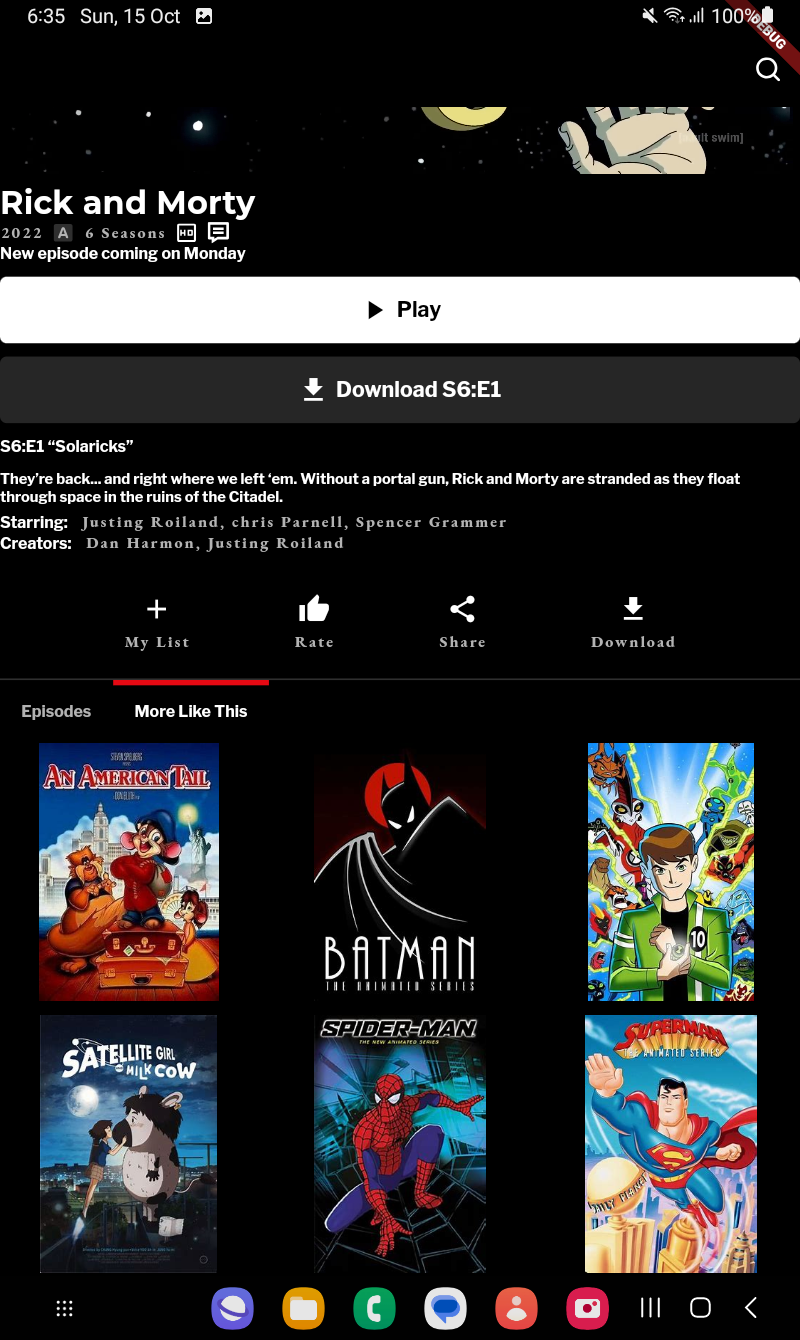 6:35 Sun, 15 Oct 100%
DEBUG
[adult swim]
Rick and Morty
2022 A 6 Seasons HD
New episode coming on Monday
Play
Download S6:E1
S6:E1 “Solaricks”
They’re back... and right where we left ‘em. Without a portal gun, Rick and Morty are stranded as they float
through space in the ruins of the Citadel.
Starring: Justing Roiland, chris Parnell, Spencer Grammer
Creators: Dan Harmon, Justing Roiland
My List Rate Share Download
Episodes More Like This
STEVEN SPIELBERG
AN AMERICAN TAIL
BATMAN
THE ANIMATED SERIES
10
SATELLITE GIRL
AND MILK COW
SPIDER-MAN
THE NEW ANIMATED SERIES
SUPERMAN
THE ANIMATED SERIES
DAILY PLANET